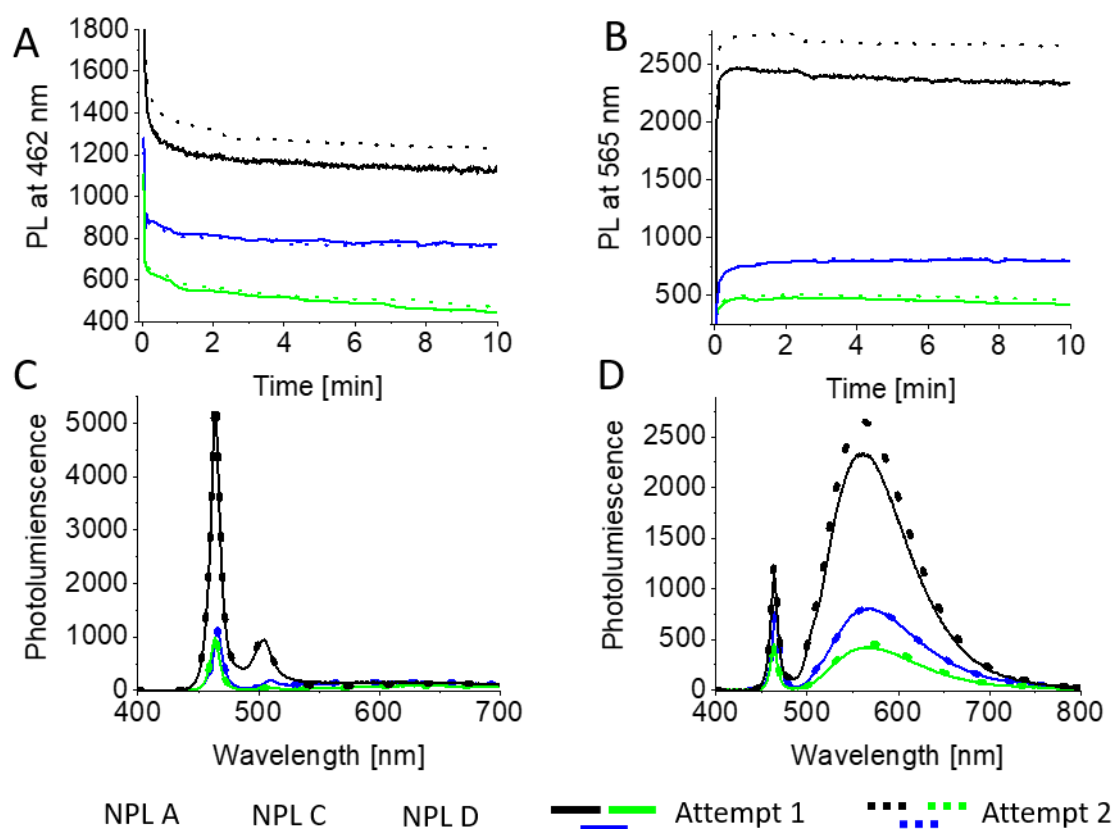 A
PL at 462 nm
1800
1600
1400
1200
1000
800
600
400
0 2 4 6 8 10
Time [min]
B
PL at 565 nm
2500
2000
1500
1000
500
0 2 4 6 8 10
Time [min]
C
Photolumienscence
5000
4000
3000
2000
1000
0
400 500 600 700
Wavelength [nm]
D
Photolumiescence
2500
2000
1500
1000
500
0
400 500 600 700 800
Wavelength [nm]
NPL A NPL C NPL D Attempt 1 Attempt 2